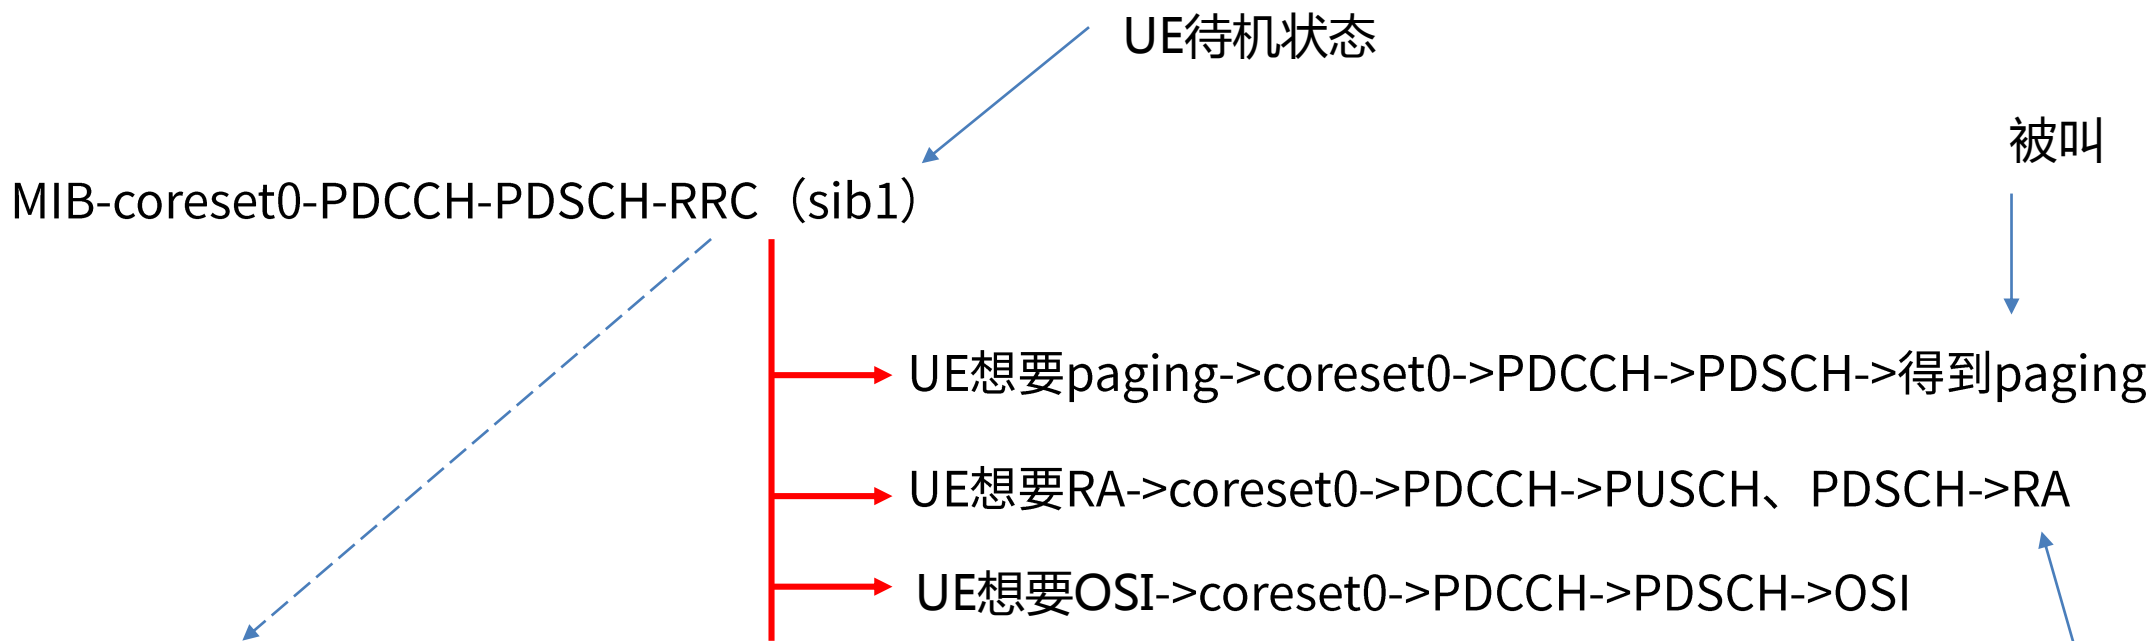 UE待机状态
被叫
MIB-coreset0-PDCCH-PDSCH-RRC（sib1）
UE想要paging->coreset0->PDCCH->PDSCH->得到paging
UE想要RA->coreset0->PDCCH->PUSCH、PDSCH->RA
UE想要OSI->coreset0->PDCCH->PDSCH->OSI